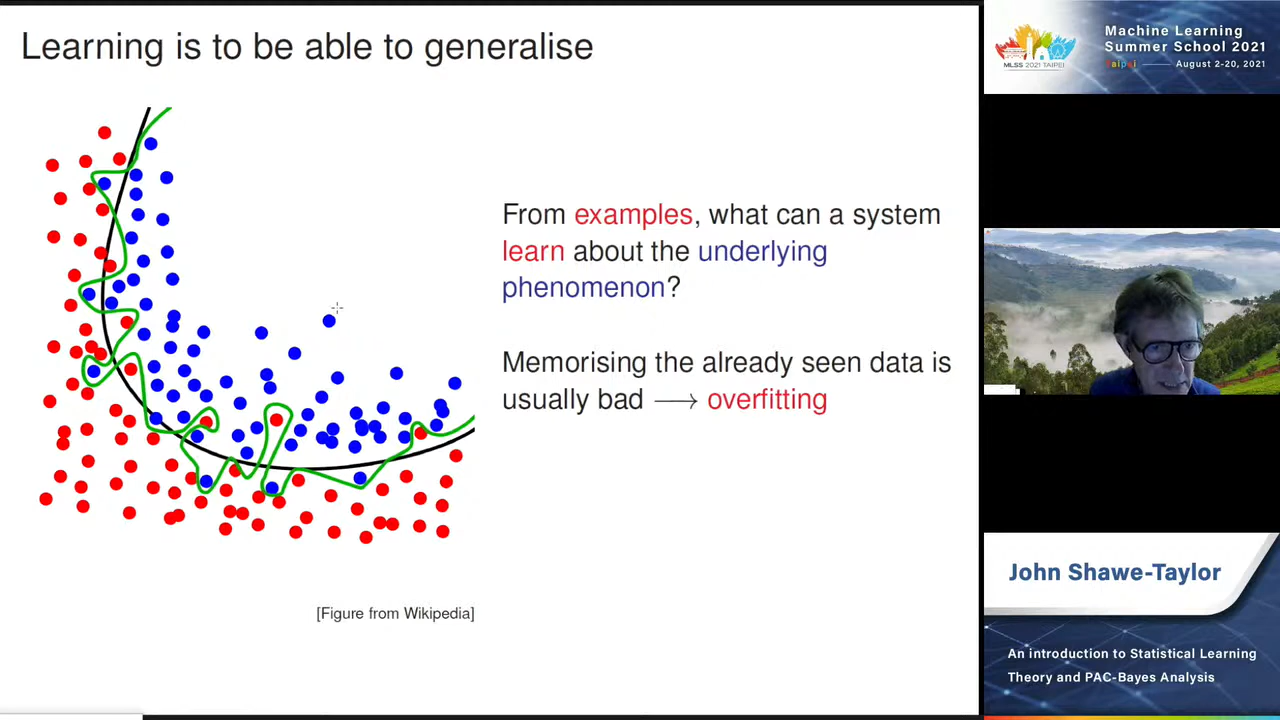 Learning is to be able to generalise
From examples, what can a system
learn about the underlying
phenomenon?
Memorising the already seen data is
usually bad ⟶ overfitting
[Figure from Wikipedia]
MLSS 2021 TAIPEI
Machine Learning
Summer School 2021
Taipei August 2-20, 2021
John Shawe-Taylor
An introduction to Statistical Learning
Theory and PAC-Bayes Analysis